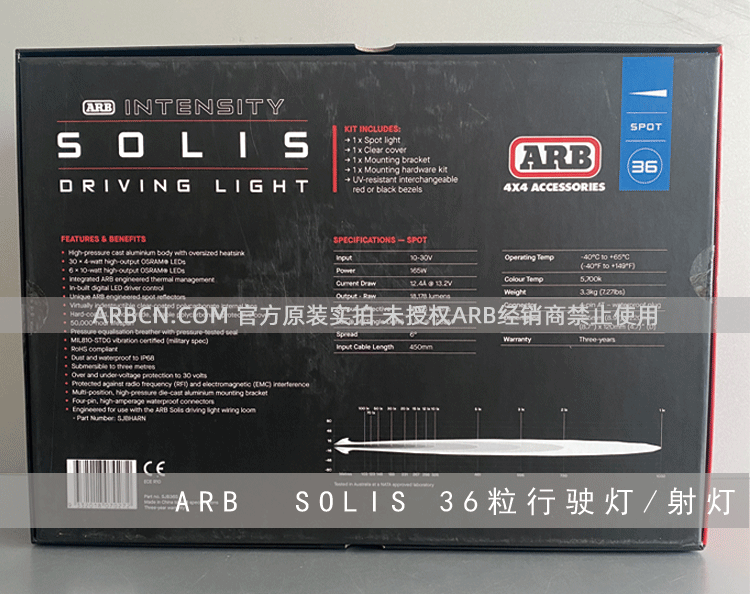 ARB INTENSITY
SOLIS
DRIVING LIGHT
KIT INCLUDES:
→ 1 x Spot light
→ 1 x Clear cover
→ 1 x Mounting bracket
→ 1 x Mounting hardware kit
→ UV-resistant interchangeable
red or black bezels
ARB
4X4 ACCESSORIES
SPOT
36
FEATURES & BENEFITS
High-pressure cast aluminium body with oversized heatsink
30 x 4-watt high-output OSRAM® LEDs
6 x 10-watt high-output OSRAM® LEDs
Integrated ARB engineered thermal management
In-built digital LED driver control
Unique ARB engineered spot reflectors
50,000-hour
Pressure equalisation breather with pressure-tested seal
MIL810-STDG vibration certified (military spec)
RoHS compliant
Dust and waterproof to IP68
Submersible to three metres
Over and under-voltage protection to 30 volts
Protected against radio frequency (RFI) and electromagnetic (EMC) interference
Multi-position, high-pressure die-cast aluminium mounting bracket
Four-pin, high-amperage waterproof connectors
Engineered for use with the ARB Solis driving light wiring loom
- Part Number: SJBHARN
SPECIFICATIONS — SPOT
Input 10-30V
Power 165W
Current Draw 12.4A @ 13.2V
Output - Raw 18,178 lumens
Spread 6°
Input Cable Length 450mm
Operating Temp -40°C to +65°C
(-40°F to +149°F)
Colour Temp 5,700k
Weight 3.3kg (7.27lbs)
Warranty Three-years
ARBCN.COM 官方原装实拍 未授权ARB经销商禁止使用
CE
Tested in Australia at a NATA approved laboratory
ARB SOLIS 36粒行驶灯/射灯